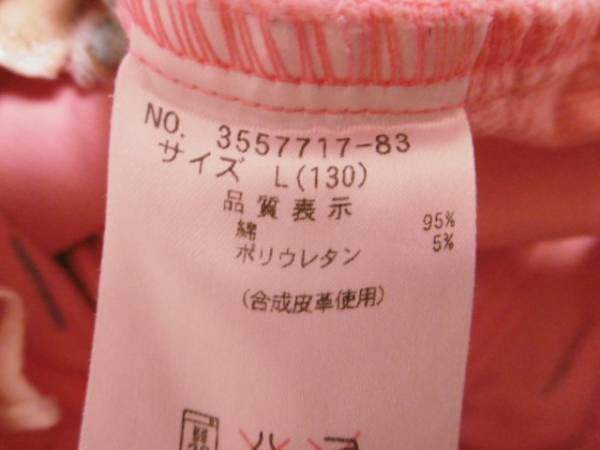 NO. 3557717-83
サイズ L(130)
品質表示
綿 95%
ポリウレタン 5%
(合成皮革使用)